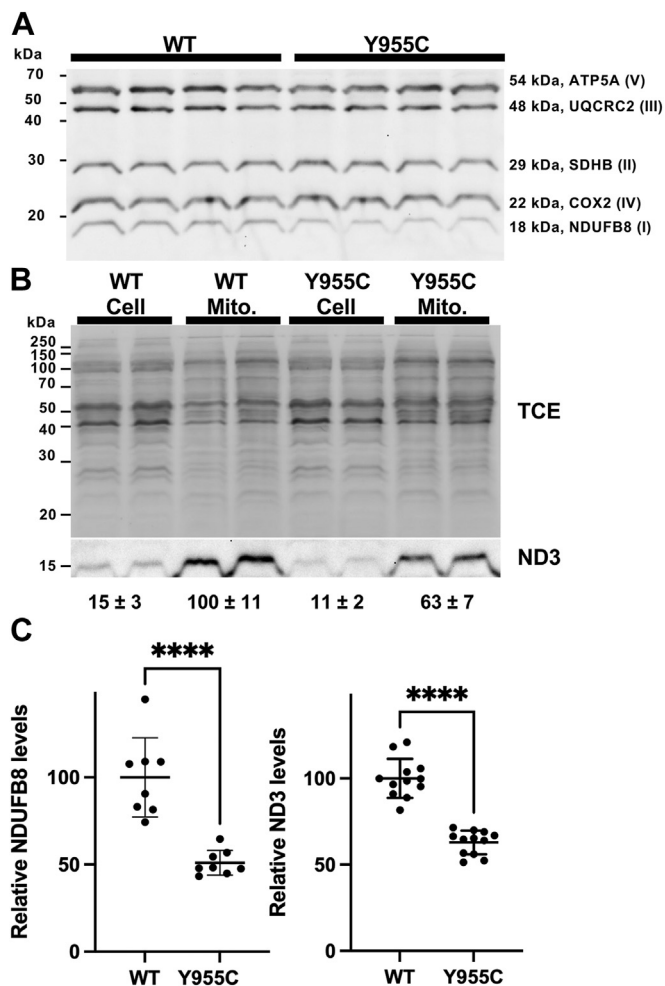 A
WT Y955C
kDa
70
50
40
30
20
54 kDa, ATP5A (V)
48 kDa, UQCRC2 (III)
29 kDa, SDHB (II)
22 kDa, COX2 (IV)
18 kDa, NDUFB8 (I)
B
WT WT Y955C Y955C
Cell Mito. Cell Mito.
kDa
250
150
100
70
50
40
30
20
TCE
15
ND3
15 ± 3 100 ± 11 11 ± 2 63 ± 7
C
****
Relative NDUFB8 levels
100
50
0
WT Y955C
****
Relative ND3 levels
100
50
0
WT Y955C